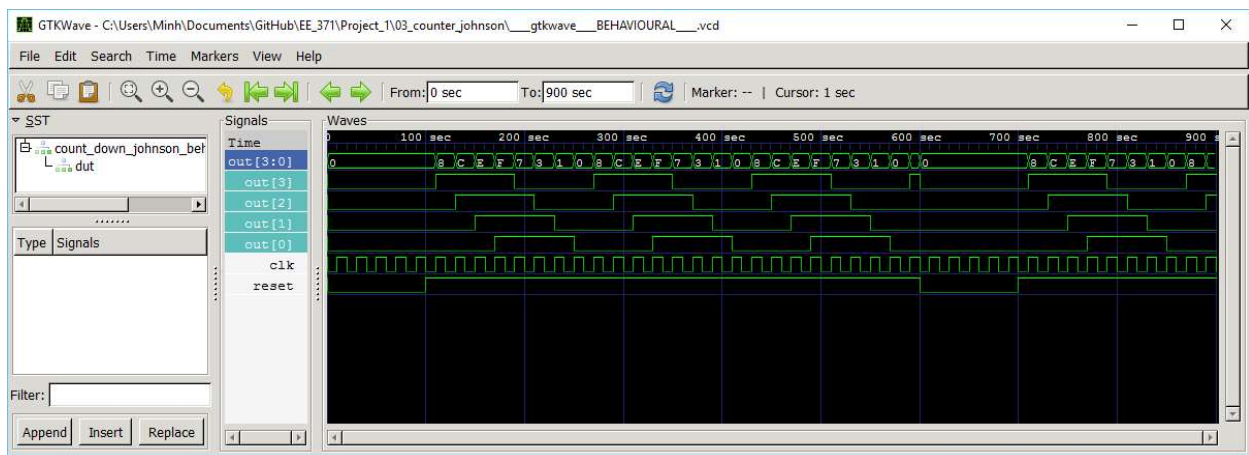 GTKWave - C:\Users\Minh\Documents\GitHub\EE_371\Project_1\03_counter_johnson\___gtkwave___BEHAVIOURAL___.vcd
File Edit Search Time Markers View Help
From: 0 sec To: 900 sec Marker: -- | Cursor: 1 sec
SST
count_down_johnson_beh
dut
Type Signals
Filter:
Append Insert Replace
Signals
Time
out[3:0]
out[3]
out[2]
out[1]
out[0]
clk
reset
Waves
0 100 sec 200 sec 300 sec 400 sec 500 sec 600 sec 700 sec 800 sec 900 s
0 8 C E F 7 3 1 0 8 C E F 7 3 1 0 8 C E F 7 3 1 0 0 8 C E F 7 3 1 0 8